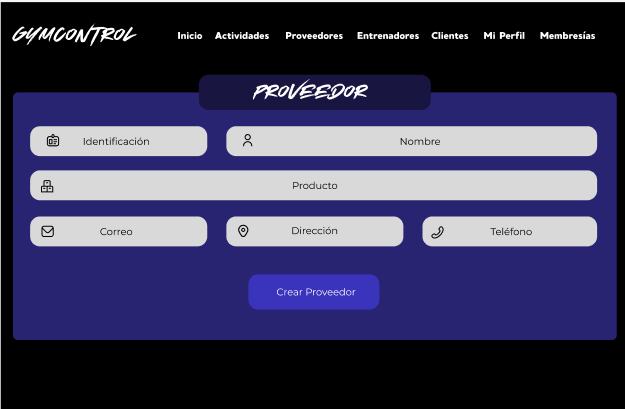 GYMCONTROL Inicio Actividades Proveedores Entrenadores Clientes Mi Perfil Membresías
PROVEEDOR
Identificación Nombre
Producto
Correo Dirección Teléfono
Crear Proveedor